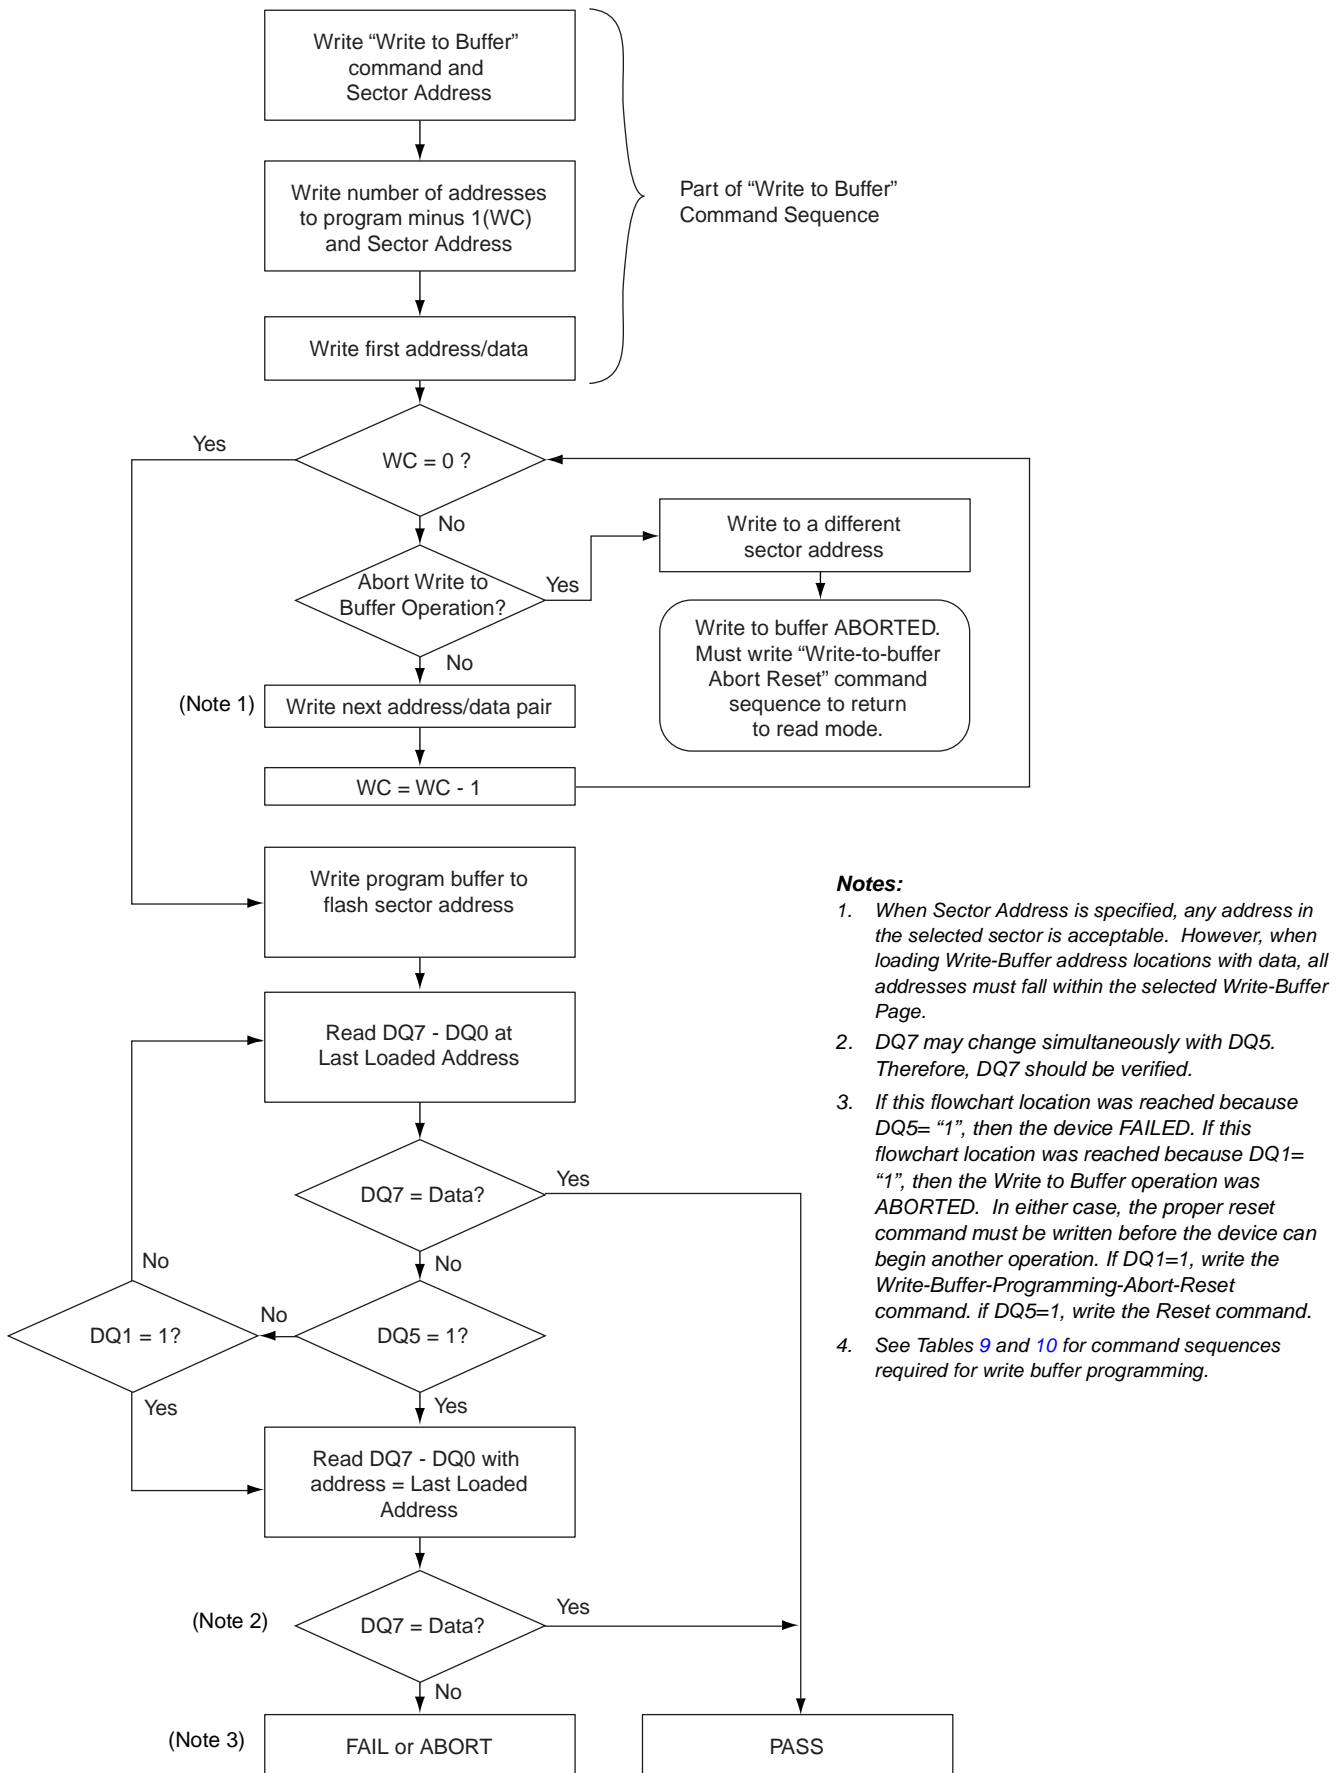 Write “Write to Buffer”
command and
Sector Address
Write number of addresses
to program minus 1(WC)
and Sector Address
Part of “Write to Buffer”
Command Sequence
Write first address/data
Yes
WC = 0 ?
No
Write to a different
sector address
Abort Write to
Buffer Operation?
Yes
Write to buffer ABORTED.
Must write “Write-to-buffer
Abort Reset” command
sequence to return
to read mode.
No
(Note 1)
Write next address/data pair
WC = WC - 1
Write program buffer to
flash sector address
Notes:
1. When Sector Address is specified, any address in
the selected sector is acceptable. However, when
loading Write-Buffer address locations with data, all
addresses must fall within the selected Write-Buffer
Page.
2. DQ7 may change simultaneously with DQ5.
Therefore, DQ7 should be verified.
3. If this flowchart location was reached because
DQ5= “1”, then the device FAILED. If this
flowchart location was reached because DQ1=
“1”, then the Write to Buffer operation was
ABORTED. In either case, the proper reset
command must be written before the device can
begin another operation. If DQ1=1, write the
Write-Buffer-Programming-Abort-Reset
command. if DQ5=1, write the Reset command.
4. See Tables 9 and 10 for command sequences
required for write buffer programming.
Read DQ7 - DQ0 at
Last Loaded Address
DQ7 = Data?
Yes
No
No
DQ1 = 1?
No
DQ5 = 1?
Yes
Yes
Read DQ7 - DQ0 with
address = Last Loaded
Address
(Note 2)
DQ7 = Data?
Yes
No
(Note 3)
FAIL or ABORT
PASS